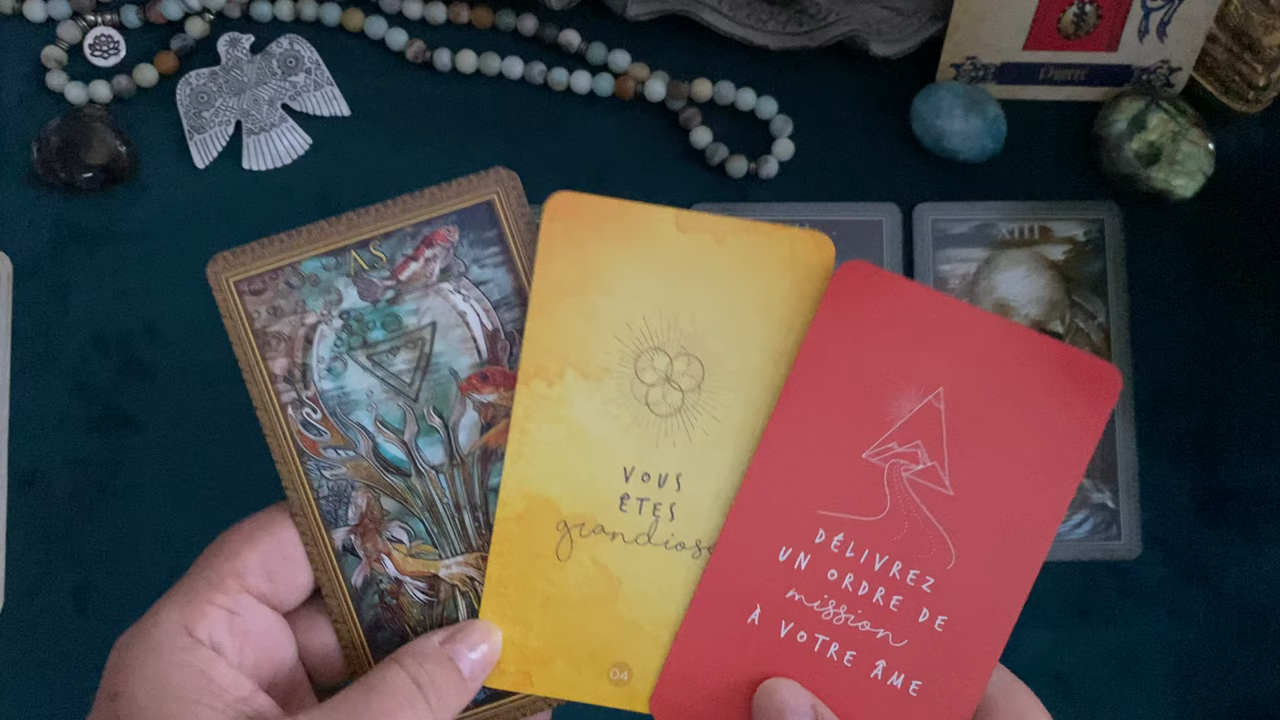 AS
VOUS
ÊTES
grandiose
04
DÉLIVREZ
UN ORDRE DE
mission
À VOTRE ÂME
XIII